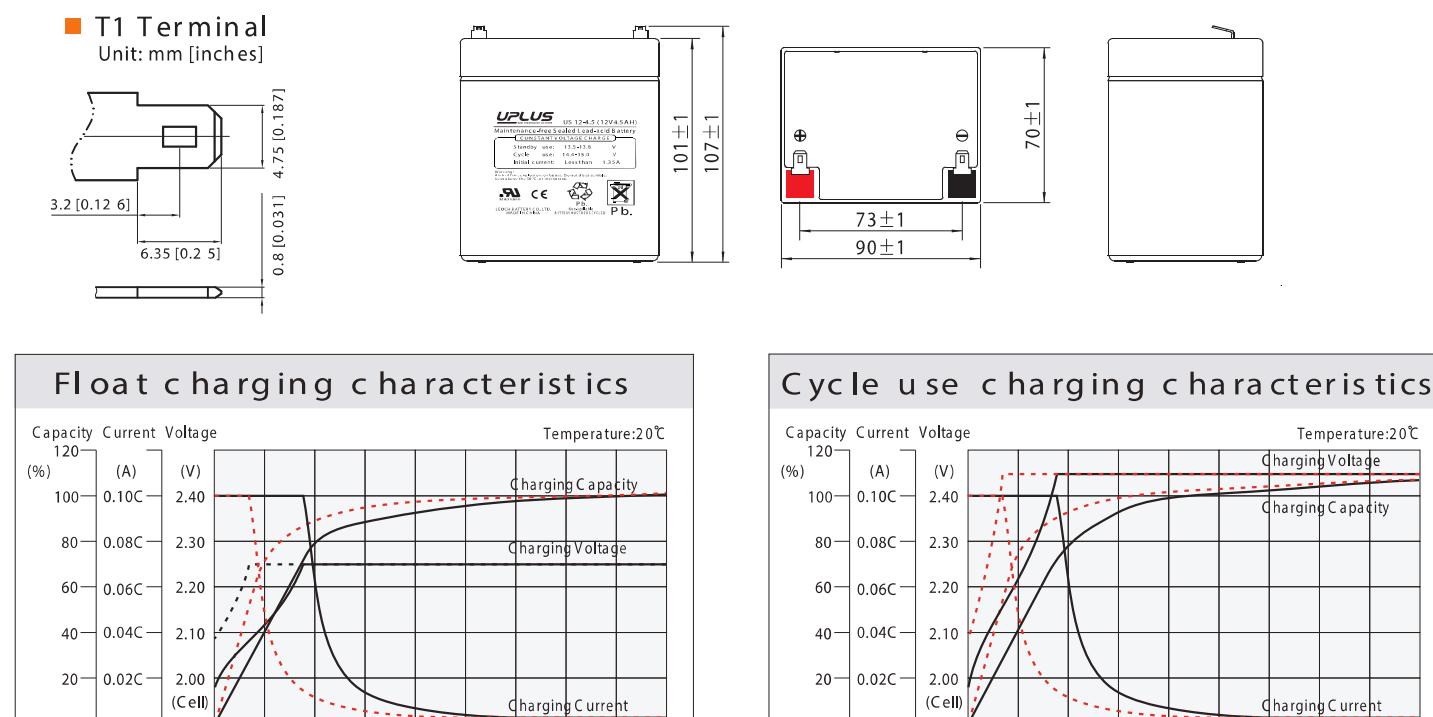 T1 Terminal
Unit: mm [inches]
4.75 [0.187]
3.2 [0.12 6]
6.35 [0.2 5]
0.8 [0.031]
UPLUS
US 12-4.5 (12V4.5AH)
Maintenance-free Sealed Lead-acid Battery
CONSTANT VOLTAGE CHARGE
Standby use: 13.5-13.8 V
Cycle use: 14.4-15.0 V
Initial current: Less than 1.35A
CE
Pb.
Pb.
101±1
107±1
70±1
73±1
90±1
Float charging characteristics
Capacity Current Voltage
Temperature:20℃
120
(%) (A) (V)
Charging Capacity
100 0.10C 2.40
80 0.08C 2.30
Charging Voltage
60 0.06C 2.20
40 0.04C 2.10
20 0.02C 2.00
(Cell)
Charging Current
Cycle use charging characteristics
Capacity Current Voltage
Temperature:20℃
120
Charging Voltage
(%) (A) (V)
100 0.10C 2.40
Charging Capacity
80 0.08C 2.30
60 0.06C 2.20
40 0.04C 2.10
20 0.02C 2.00
(Cell)
Charging Current